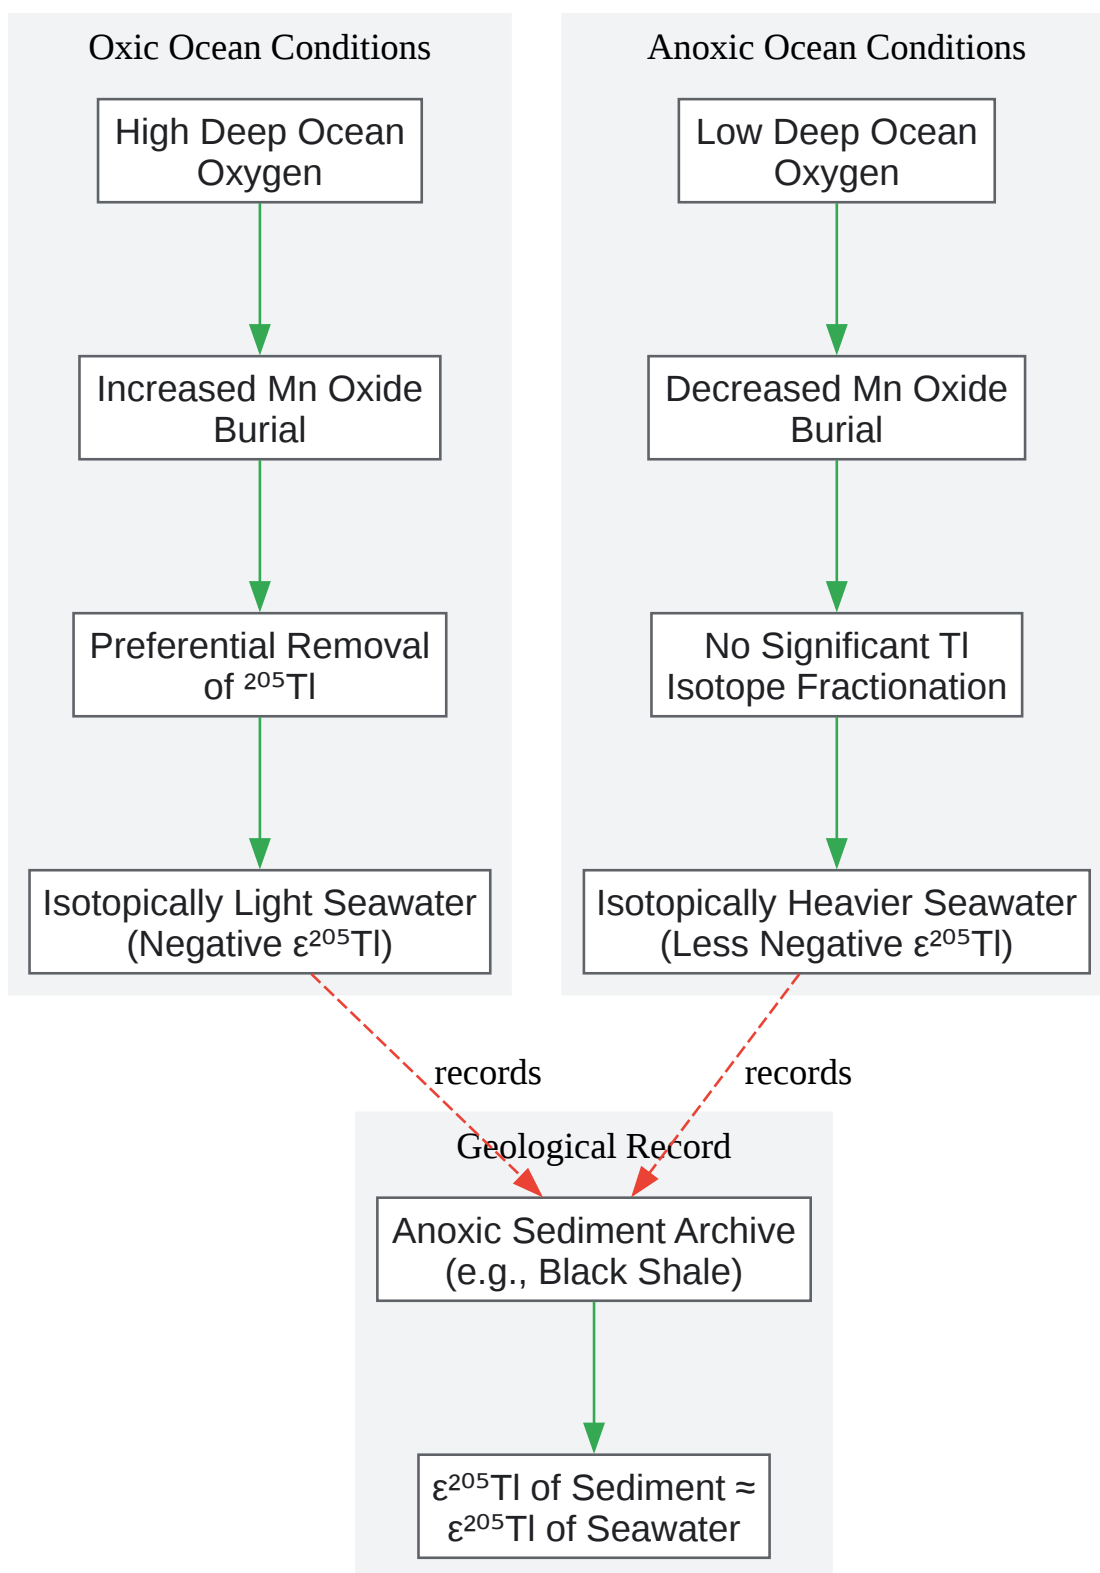 Oxic Ocean Conditions
High Deep Ocean
Oxygen
Increased Mn Oxide
Burial
Preferential Removal
of ²⁰⁵Tl
Isotopically Light Seawater
(Negative ε²⁰⁵Tl)
Anoxic Ocean Conditions
Low Deep Ocean
Oxygen
Decreased Mn Oxide
Burial
No Significant Tl
Isotope Fractionation
Isotopically Heavier Seawater
(Less Negative ε²⁰⁵Tl)
records
records
Geological Record
Anoxic Sediment Archive
(e.g., Black Shale)
ε²⁰⁵Tl of Sediment ≈
ε²⁰⁵Tl of Seawater